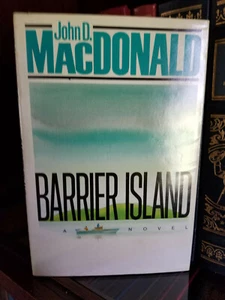 John D.
MACDONALD
BARRIER ISLAND
A NOVEL